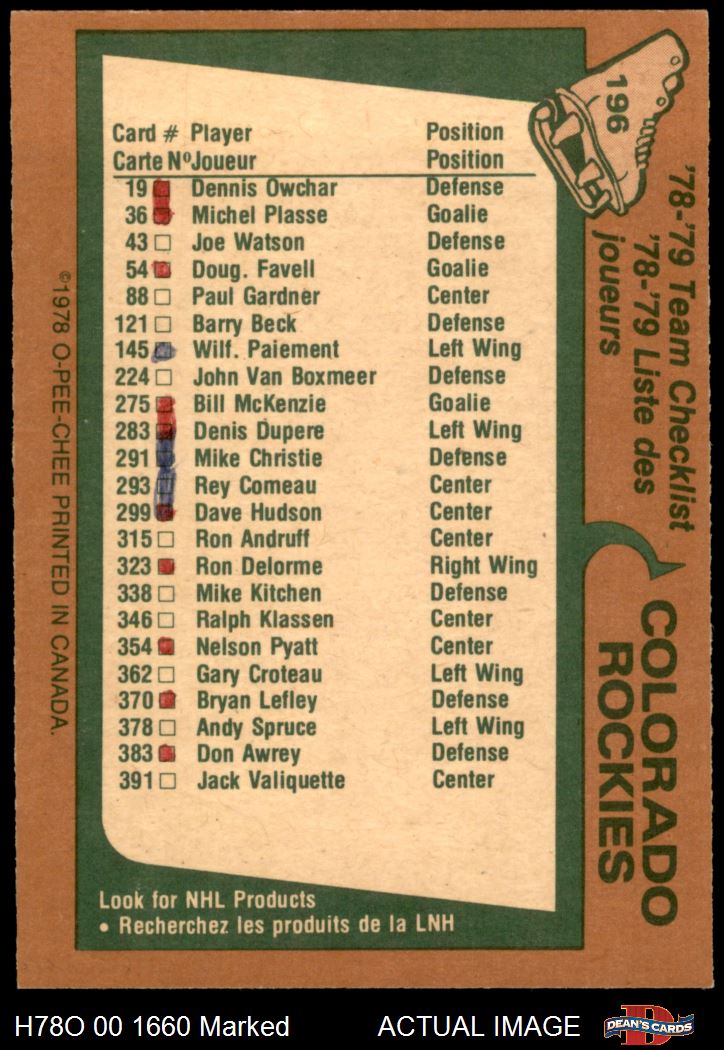 196
'78-'79 Team Checklist
'78-'79 Liste des
joueurs
COLORADO
ROCKIES
Card # Player Position
Carte Nº Joueur Position
19 Dennis Owchar Defense
36 Michel Plasse Goalie
43 Joe Watson Defense
54 Doug. Favell Goalie
88 Paul Gardner Center
121 Barry Beck Defense
145 Wilf. Paiement Left Wing
224 John Van Boxmeer Defense
275 Bill McKenzie Goalie
283 Denis Dupere Left Wing
291 Mike Christie Defense
293 Rey Comeau Center
299 Dave Hudson Center
315 Ron Andruff Center
323 Ron Delorme Right Wing
338 Mike Kitchen Defense
346 Ralph Klassen Center
354 Nelson Pyatt Center
362 Gary Croteau Left Wing
370 Bryan Lefley Defense
378 Andy Spruce Left Wing
383 Don Awrey Defense
391 Jack Valiquette Center
Look for NHL Products
• Recherchez les produits de la LNH
©1978 O-PEE-CHEE PRINTED IN CANADA.
H78O 00 1660 Marked ACTUAL IMAGE
D
DEAN'S CARDS